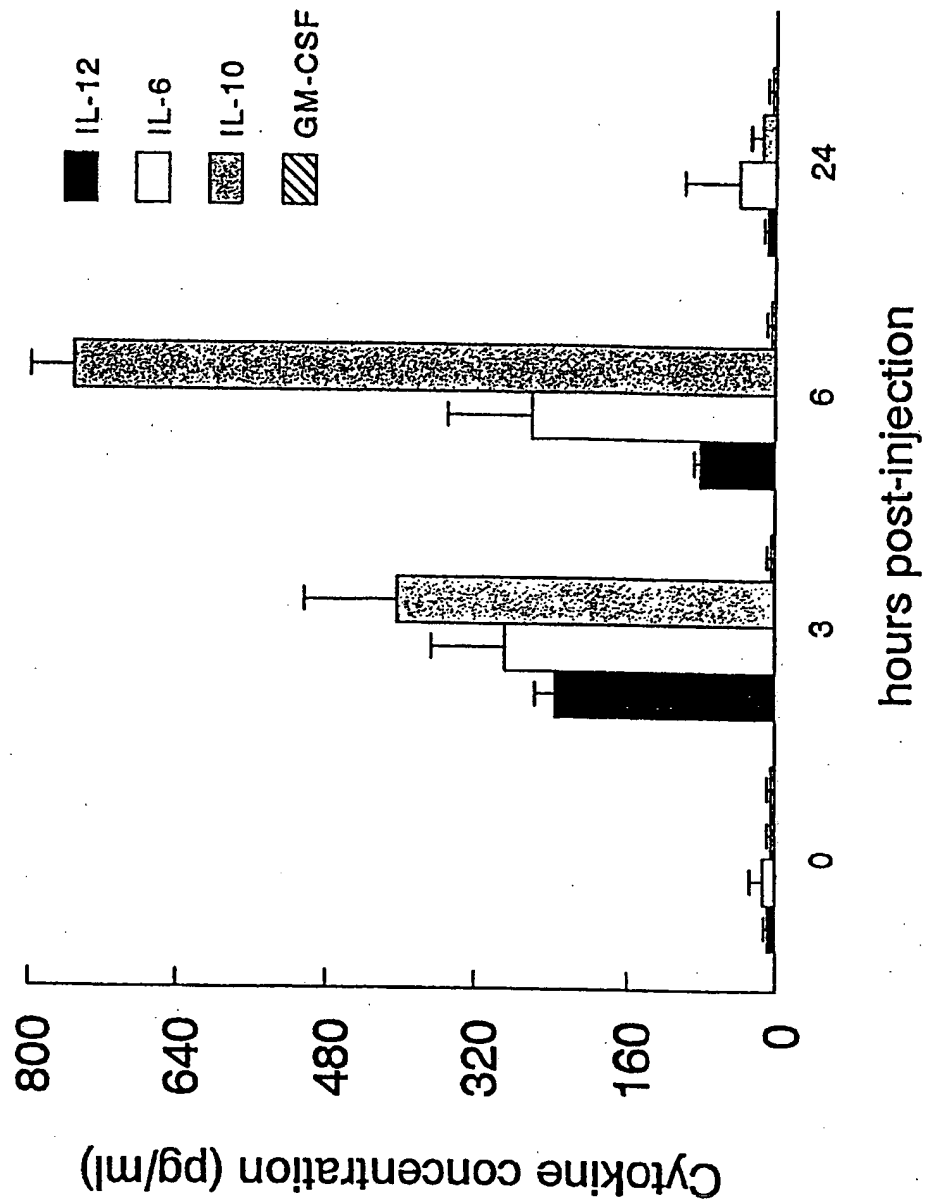 Cytokine concentration (pg/ml)
800
640
480
320
160
0
IL-12
IL-6
IL-10
GM-CSF
0
3
6
24
hours post-injection